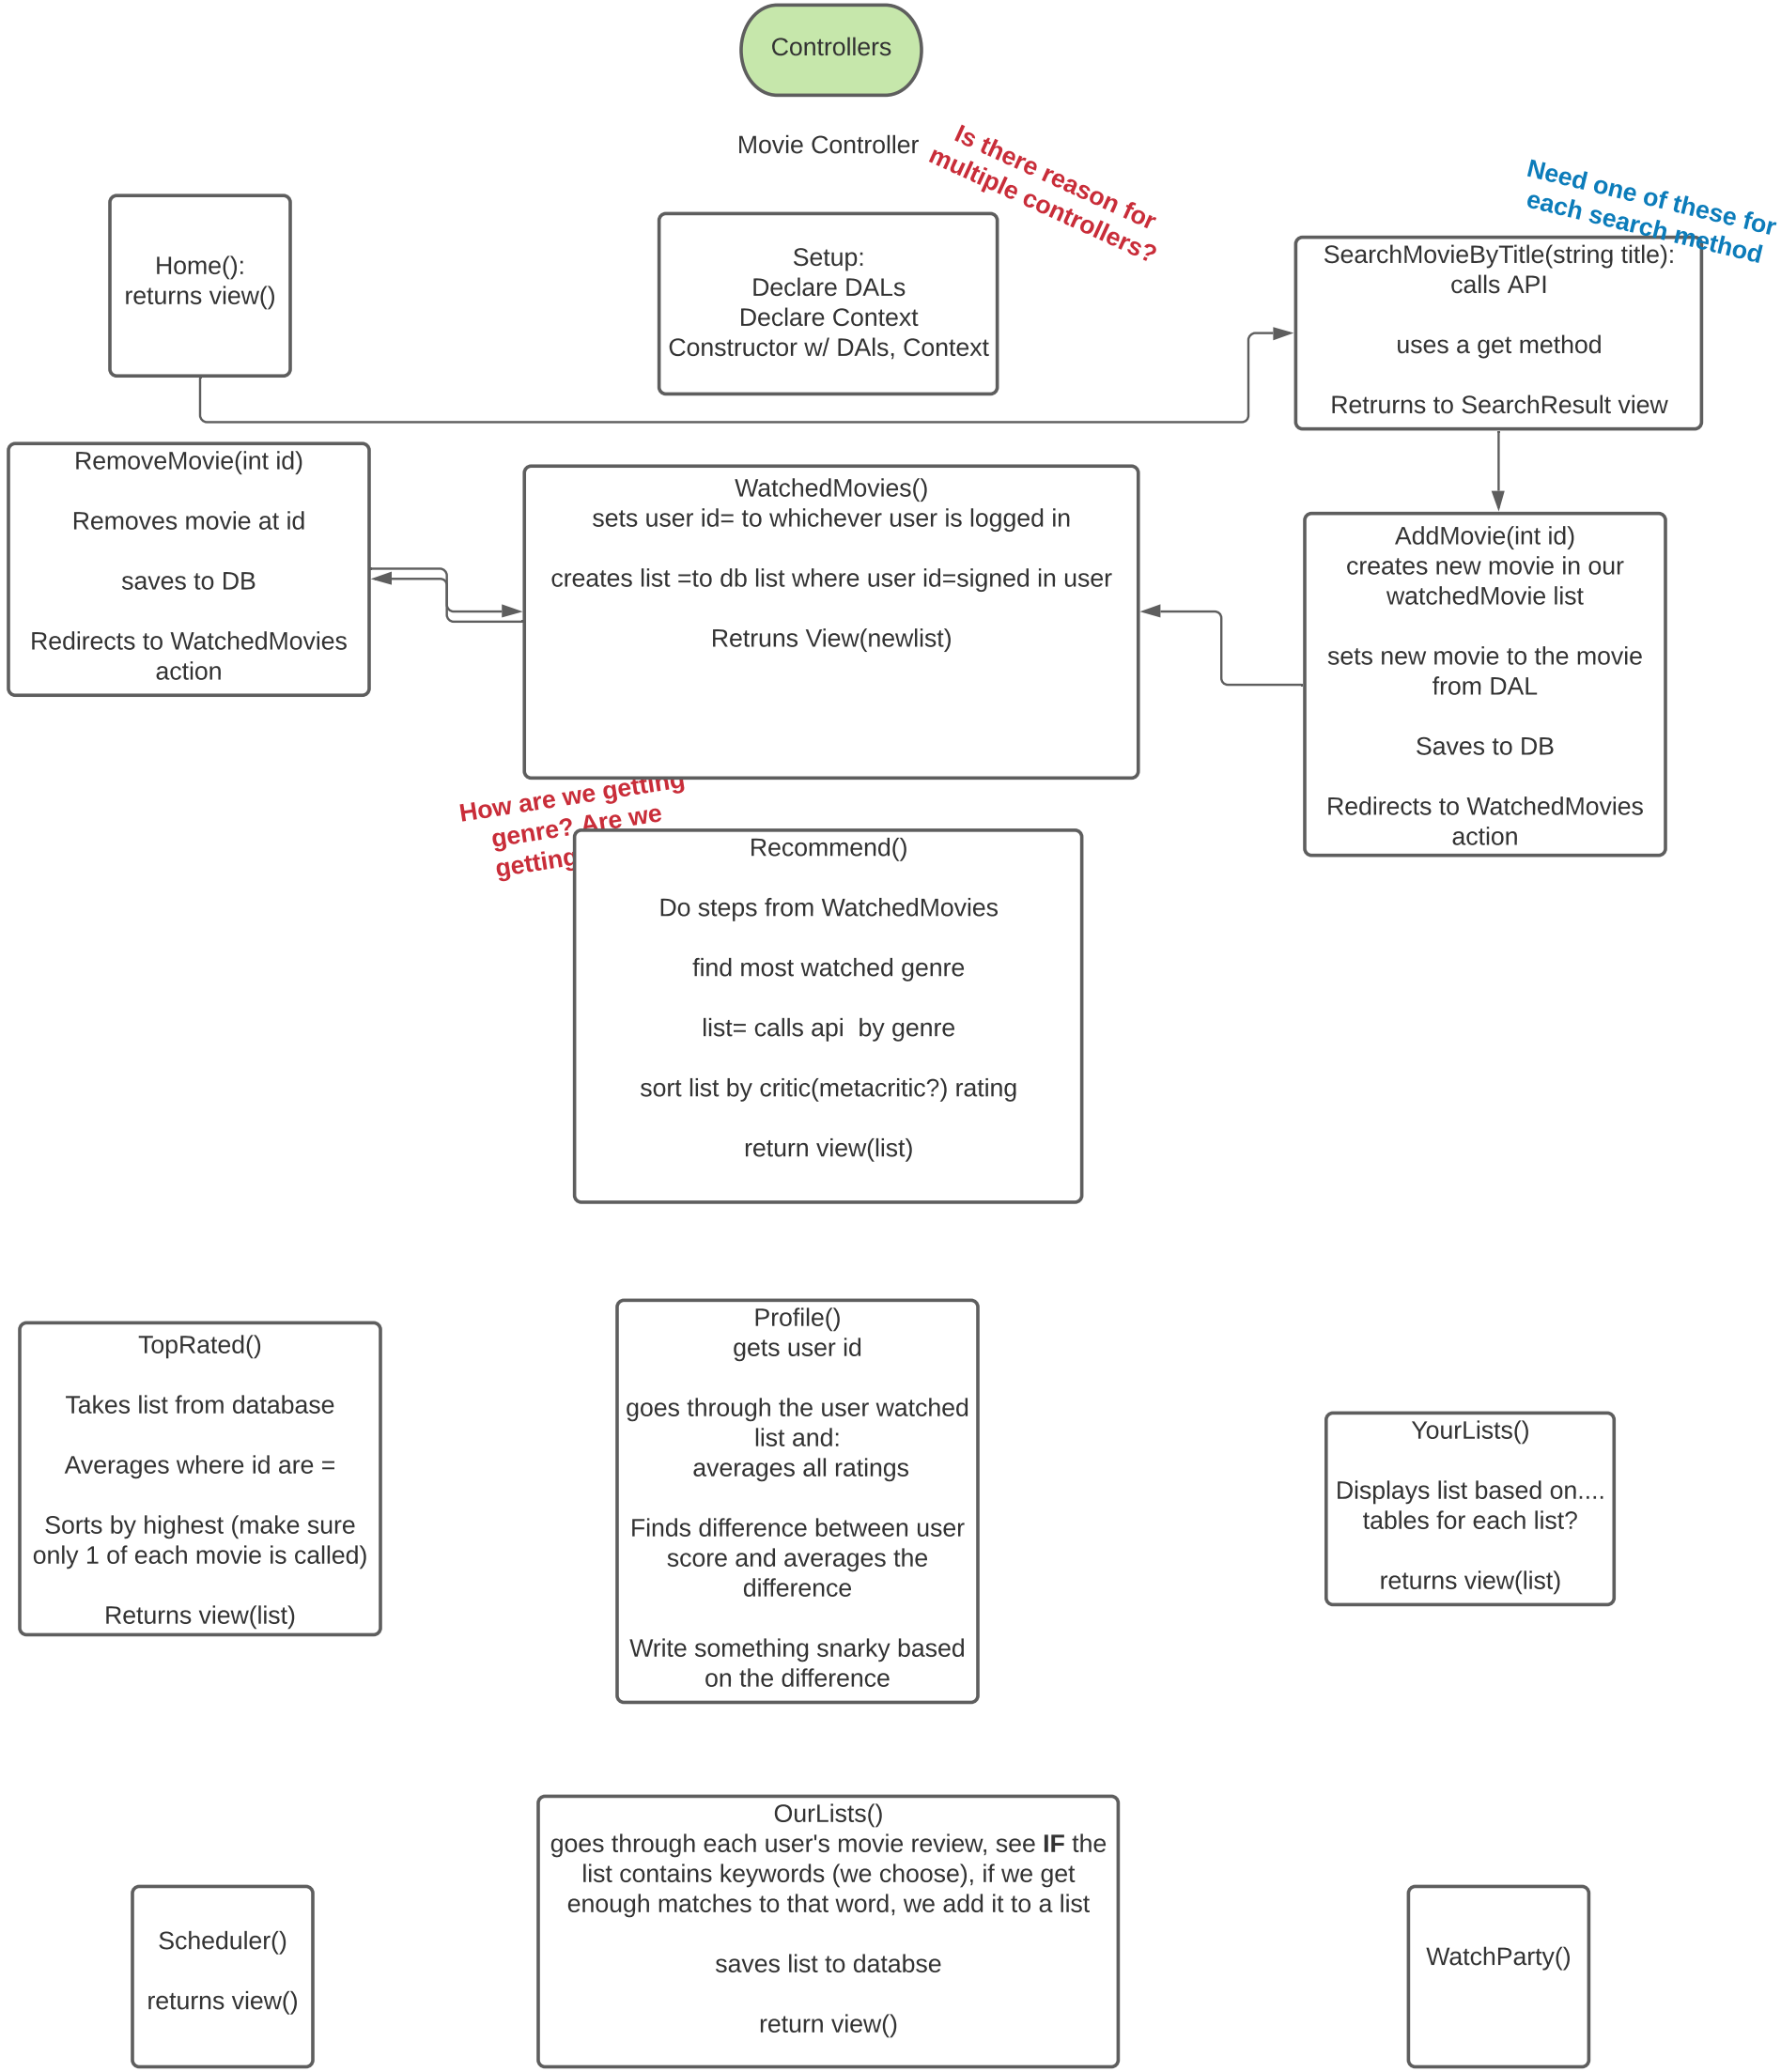 Controllers
Movie Controller
Is there reason for
multiple controllers?
Need one of these for
each search method
Home():
returns view()
Setup:
Declare DALs
Declare Context
Constructor w/ DAls, Context
SearchMovieByTitle(string title):
calls API
uses a get method
Retrurns to SearchResult view
RemoveMovie(int id)
Removes movie at id
saves to DB
Redirects to WatchedMovies
action
WatchedMovies()
sets user id= to whichever user is logged in
creates list =to db list where user id=signed in user
Retruns View(newlist)
AddMovie(int id)
creates new movie in our
watchedMovie list
sets new movie to the movie
from DAL
Saves to DB
Redirects to WatchedMovies
action
How are we getting
genre? Are we
getting
Recommend()
Do steps from WatchedMovies
find most watched genre
list= calls api  by genre
sort list by critic(metacritic?) rating
return view(list)
TopRated()
Takes list from database
Averages where id are =
Sorts by highest (make sure
only 1 of each movie is called)
Returns view(list)
Profile()
gets user id
goes through the user watched
list and:
averages all ratings
Finds difference between user
score and averages the
difference
Write something snarky based
on the difference
YourLists()
Displays list based on....
tables for each list?
returns view(list)
Scheduler()
returns view()
OurLists()
goes through each user's movie review, see IF the
list contains keywords (we choose), if we get
enough matches to that word, we add it to a list
saves list to databse
return view()
WatchParty()